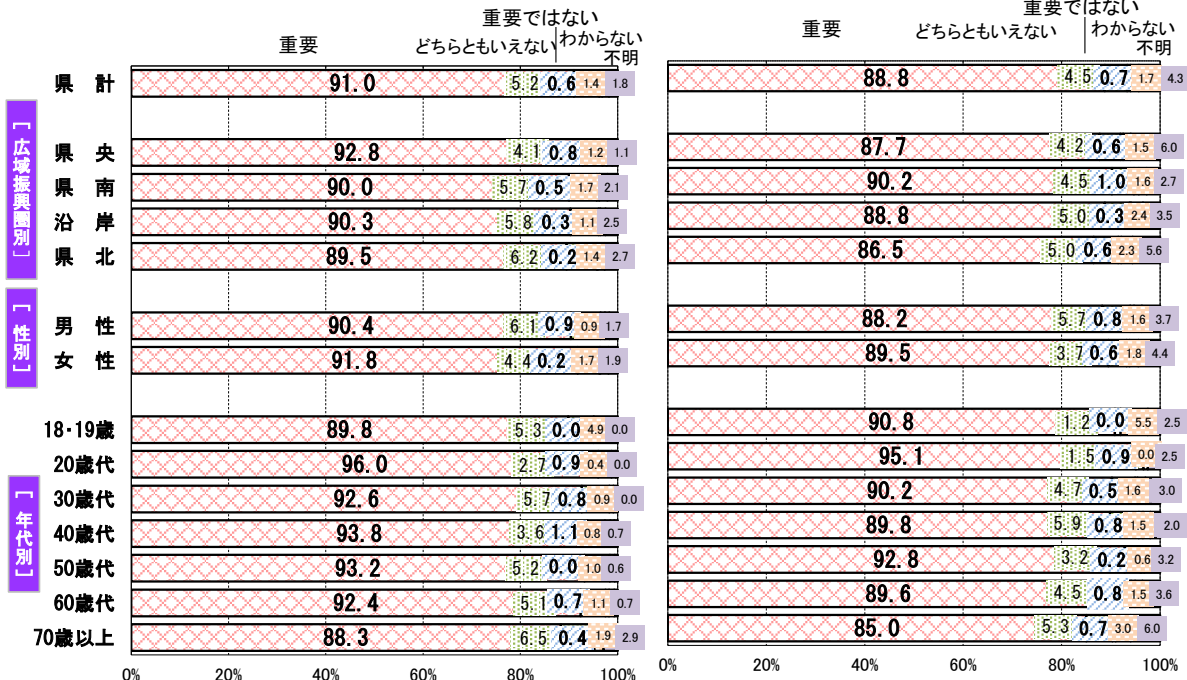 重要ではない
重要 どちらともいえない わからない
不明
県 計 91.0 5.2 0.6 1.4 1.8
[広域振興圏別]
県 央 92.8 4.1 0.8 1.2 1.1
県 南 90.0 5.7 0.5 1.7 2.1
沿 岸 90.3 5.8 0.3 1.1 2.5
県 北 89.5 6.2 0.2 1.4 2.7
[性別]
男 性 90.4 6.1 0.9 0.9 1.7
女 性 91.8 4.4 0.2 1.7 1.9
[年代別]
18・19歳 89.8 5.3 0.0 4.9 0.0
20歳代 96.0 2.7 0.9 0.4 0.0
30歳代 92.6 5.7 0.8 0.9 0.0
40歳代 93.8 3.6 1.1 0.8 0.7
50歳代 93.2 5.2 0.0 1.0 0.6
60歳代 92.4 5.1 0.7 1.1 0.7
70歳以上 88.3 6.5 0.4 1.9 2.9
0% 20% 40% 60% 80% 100%
重要ではない
重要 どちらともいえない わからない
不明
88.8 4.5 0.7 1.7 4.3
87.7 4.2 0.6 1.5 6.0
90.2 4.5 1.0 1.6 2.7
88.8 5.0 0.3 2.4 3.5
86.5 5.0 0.6 2.3 5.6
88.2 5.7 0.8 1.6 3.7
89.5 3.7 0.6 1.8 4.4
90.8 1.2 0.0 5.5 2.5
95.1 1.5 0.9 0.0 2.5
90.2 4.7 0.5 1.6 3.0
89.8 5.9 0.8 1.5 2.0
92.8 3.2 0.2 0.6 3.2
89.6 4.5 0.8 1.5 3.6
85.0 5.3 0.7 3.0 6.0
0% 20% 40% 60% 80% 100%